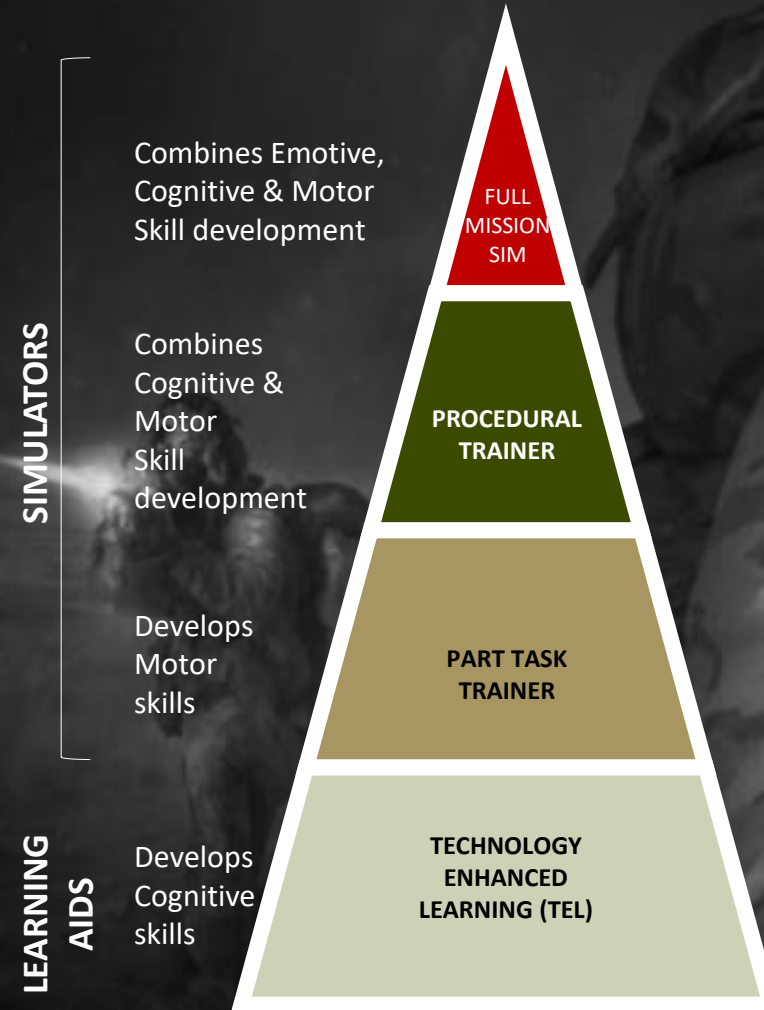 SIMULATORS
Combines Emotive,
Cognitive & Motor
Skill development
FULL
MISSION
SIM
Combines
Cognitive &
Motor
Skill
development
PROCEDURAL
TRAINER
Develops
Motor
skills
PART TASK
TRAINER
LEARNING
AIDS
Develops
Cognitive
skills
TECHNOLOGY
ENHANCED
LEARNING (TEL)